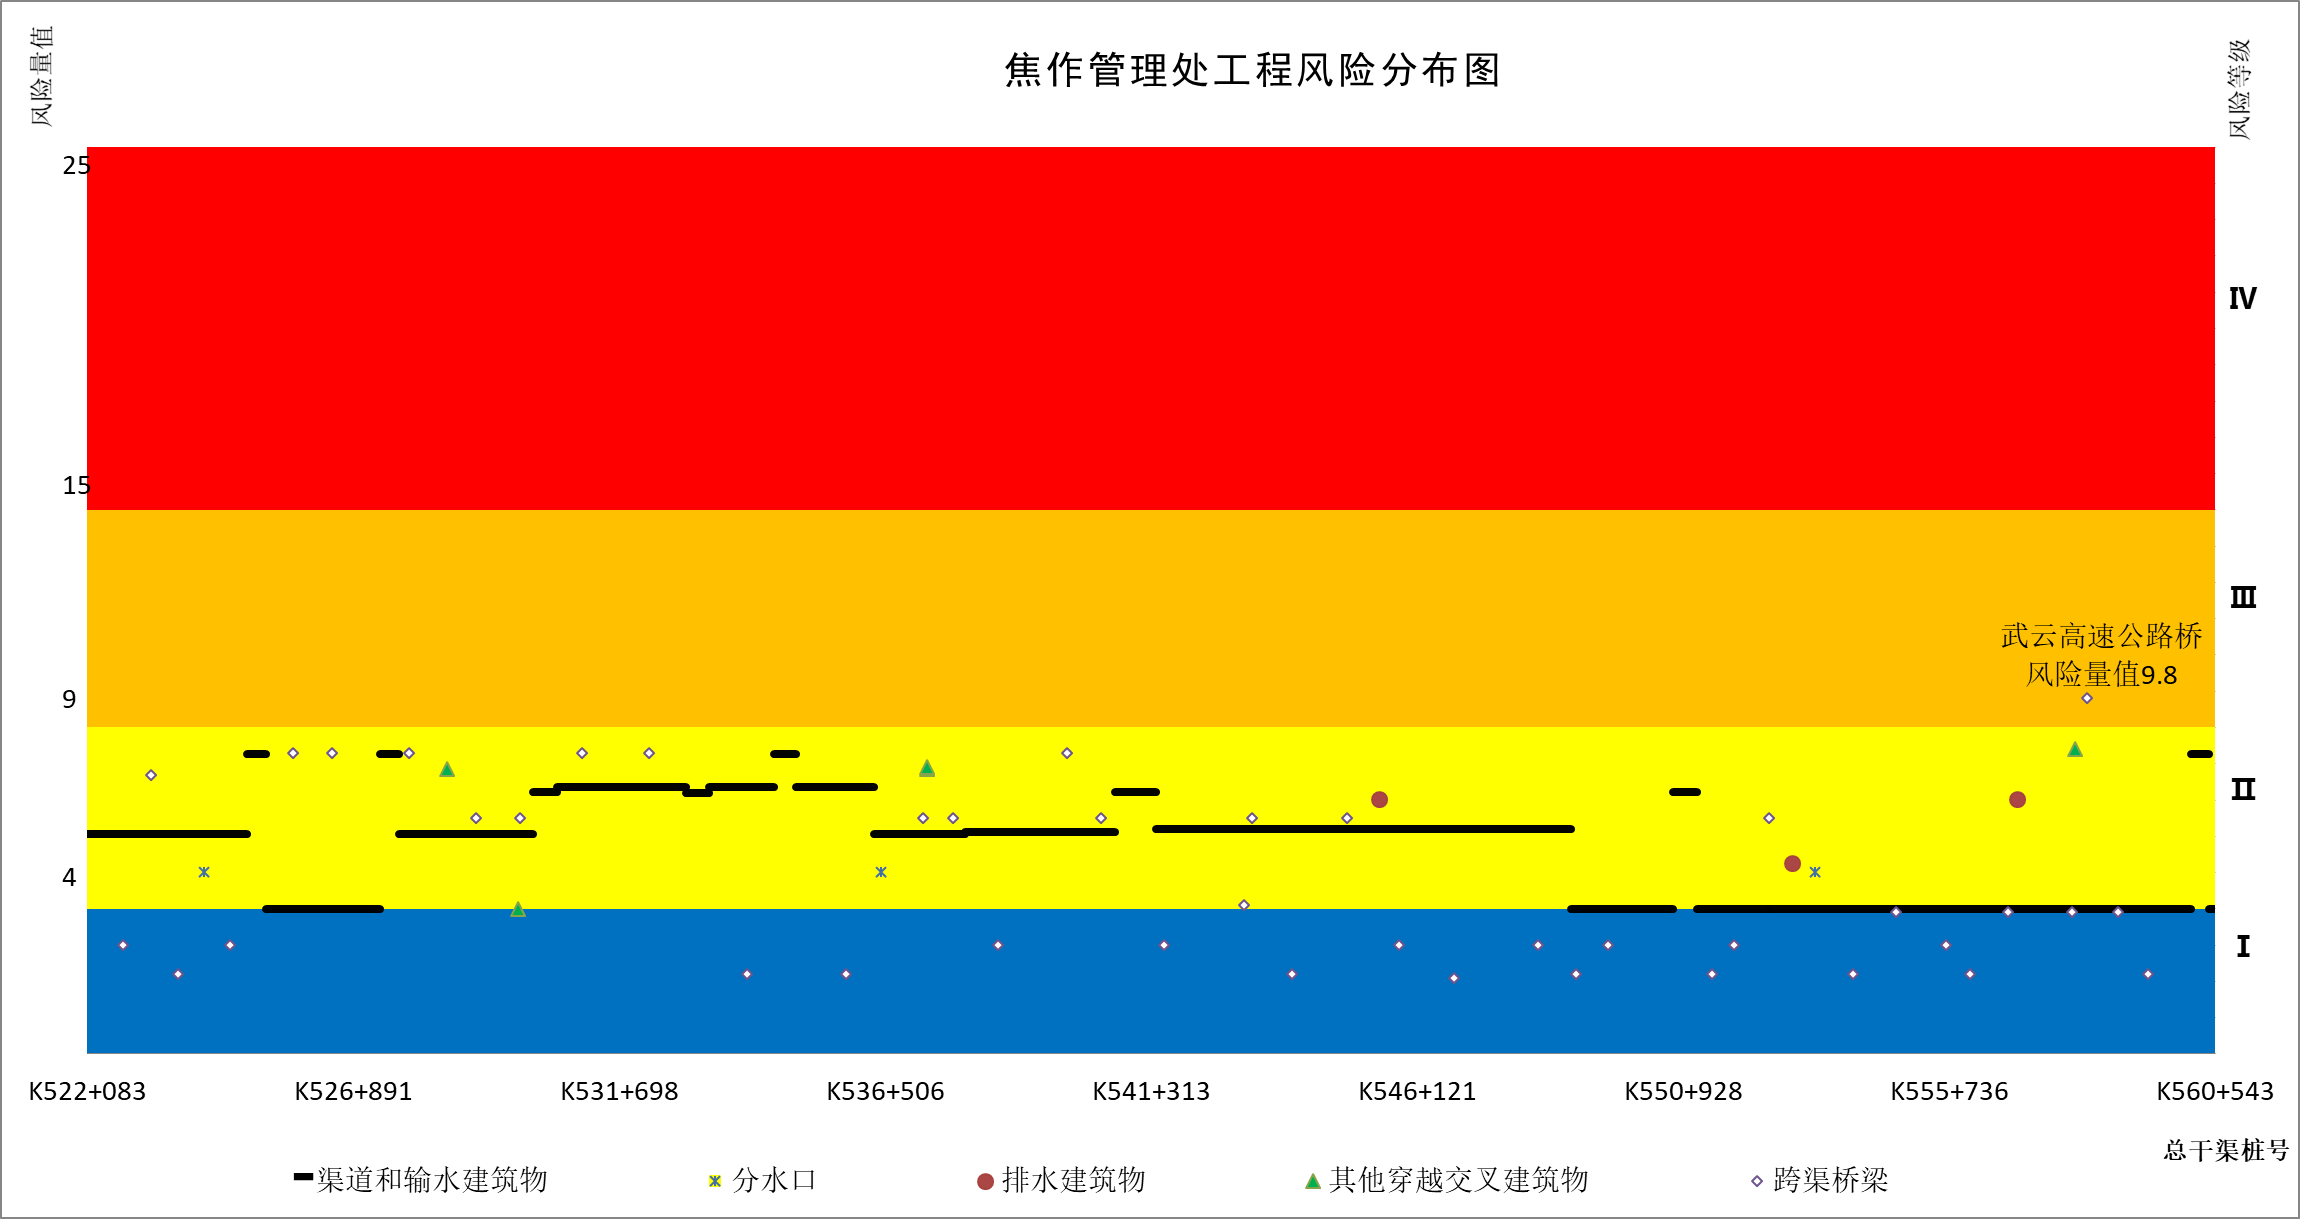 焦作管理处工程风险分布图
风险量值
风险等级
25
15
9
4
Ⅳ
Ⅲ
Ⅱ
Ⅰ
武云高速公路桥
风险量值9.8
K522+083 K526+891 K531+698 K536+506 K541+313 K546+121 K550+928 K555+736 K560+543
总干渠桩号
渠道和输水建筑物 分水口 排水建筑物 其他穿越交叉建筑物 跨渠桥梁